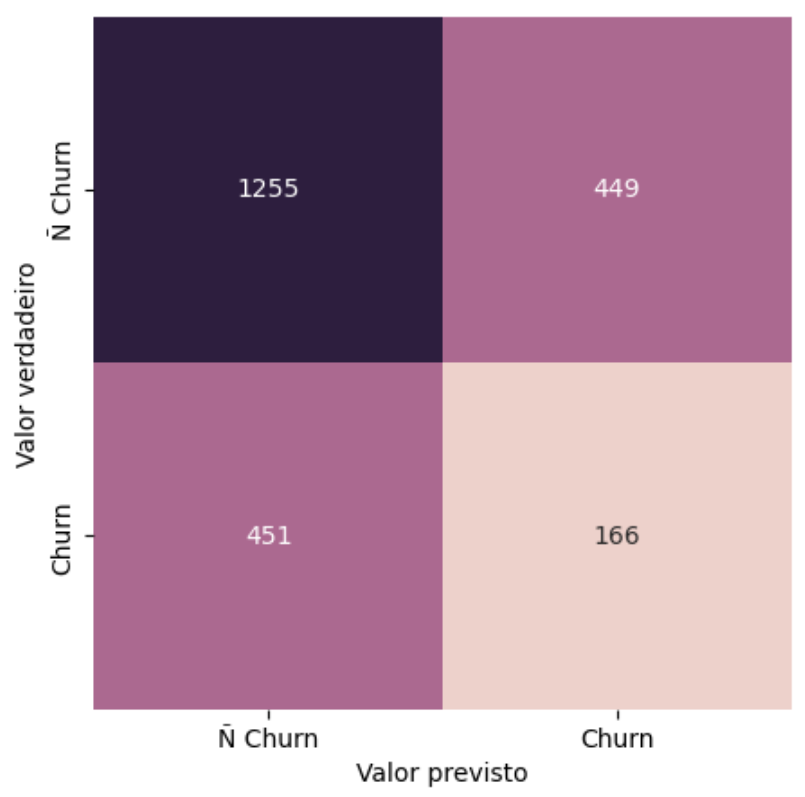 Valor verdadeiro
Ñ Churn
1255
449
Churn
451
166
Ñ Churn
Churn
Valor previsto